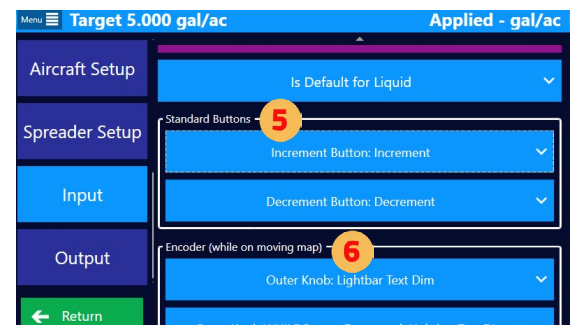 Menu Target 5.000 gal/ac Applied - gal/ac
Aircraft Setup
Is Default for Liquid
Standard Buttons
5
Spreader Setup
Increment Button: Increment
Input
Decrement Button: Decrement
Encoder (while on moving map)
6
Output
Outer Knob: Lightbar Text Dim
Return